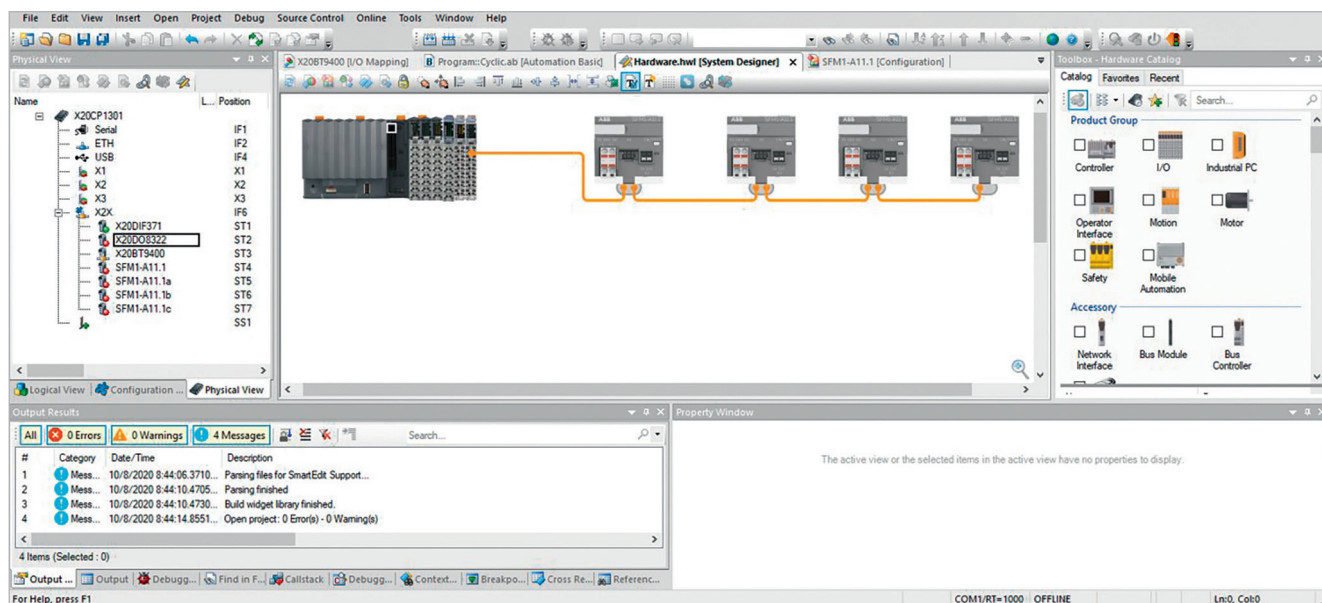 File Edit View Insert Open Project Debug Source Control Online Tools Window Help
Physical View
Name L... Position
X20CP1301
Serial IF1
ETH IF2
USB IF4
X1 X1
X2 X2
X3 X3
X2X IF6
X20DIF371 ST1
X20DO8322 ST2
X20BT9400 ST3
SFM1-A11.1 ST4
SFM1-A11.1a ST5
SFM1-A11.1b ST6
SFM1-A11.1c ST7
SS1
Logical View Configuration ... Physical View
X20BT9400 [I/O Mapping] Program::Cyclic.ab [Automation Basic] Hardware.hwl [System Designer] X SFM1-A11.1 [Configuration]
ABB ABB ABB ABB
Toolbox - Hardware Catalog
Catalog Favorites Recent
Search...
Product Group
Controller I/O Industrial PC
Operator Interface Motion Motor
Safety Mobile Automation
Accessory
Network Interface Bus Module Bus Controller
Output Results
All 0 Errors 0 Warnings 4 Messages Search...
# Category Date/Time Description
1 Mess... 10/8/2020 8:44:06.3710... Parsing files for SmartEdit Support...
2 Mess... 10/8/2020 8:44:10.4705... Parsing finished
3 Mess... 10/8/2020 8:44:10.4730... Build widget library finished.
4 Mess... 10/8/2020 8:44:14.8551... Open project: 0 Error(s) - 0 Warning(s)
4 Items (Selected : 0)
Output ... Output Debugg... Find in F... Callstack Debugg... Context... Breakpo... Cross Re... Referenc...
Property Window
The active view or the selected items in the active view have no properties to display.
For Help, press F1 COM1/RT=1000 OFFLINE Ln:0, Col:0